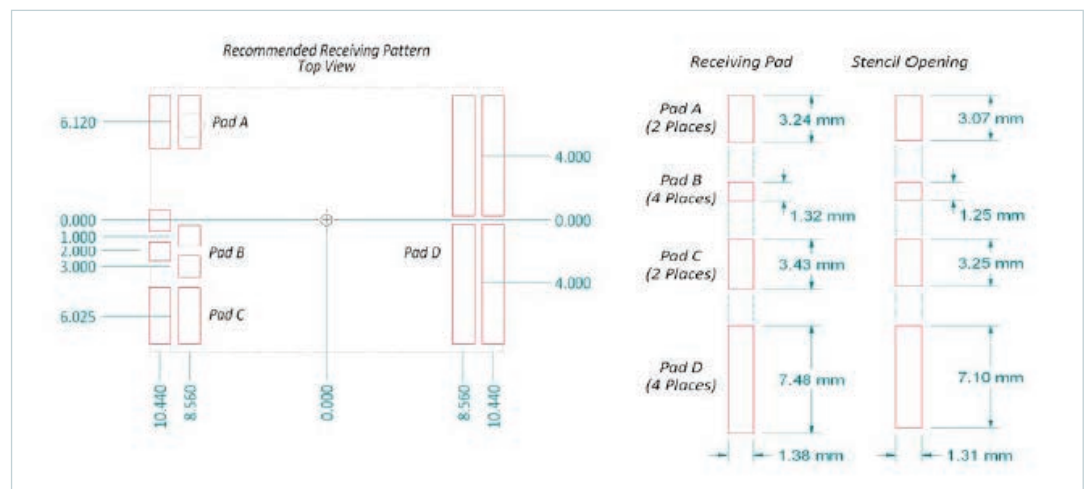 Recommended Receiving Pattern
Top View
6.120
Pad A
4.000
0.000
0.000
1.000
2.000
3.000
Pad B
Pad D
4.000
6.025
Pad C
10.440
8.560
0.000
8.560
10.440
Receiving Pad
Stencil Opening
Pad A
(2 Places)
3.24 mm
3.07 mm
Pad B
(4 Places)
1.32 mm
1.25 mm
Pad C
(2 Places)
3.43 mm
3.25 mm
Pad D
(4 Places)
7.48 mm
7.10 mm
1.38 mm
1.31 mm